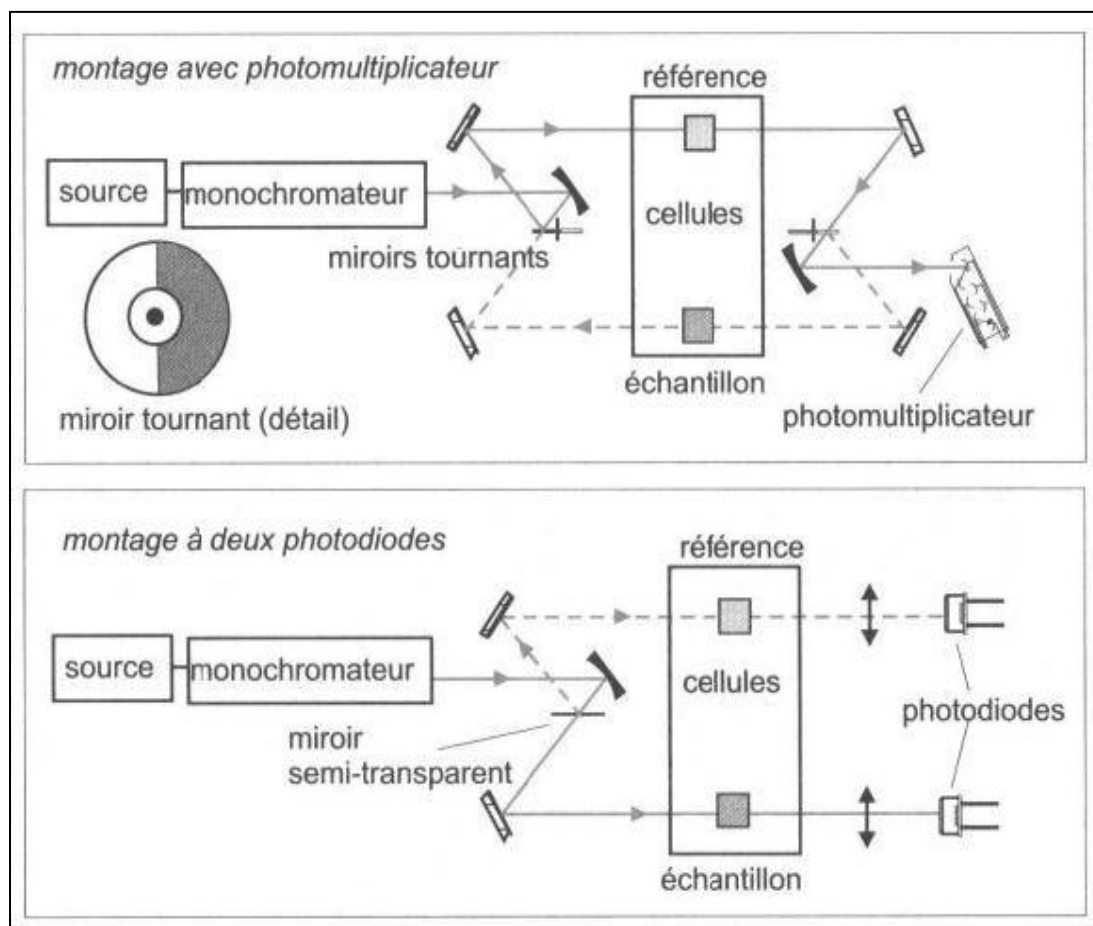 montage avec photomultiplicateur
référence
source
monochromateur
cellules
miroirs tournants
échantillon
miroir tournant (détail)
photomultiplicateur
montage à deux photodiodes
référence
source
monochromateur
cellules
photodiodes
miroir
semi-transparent
échantillon